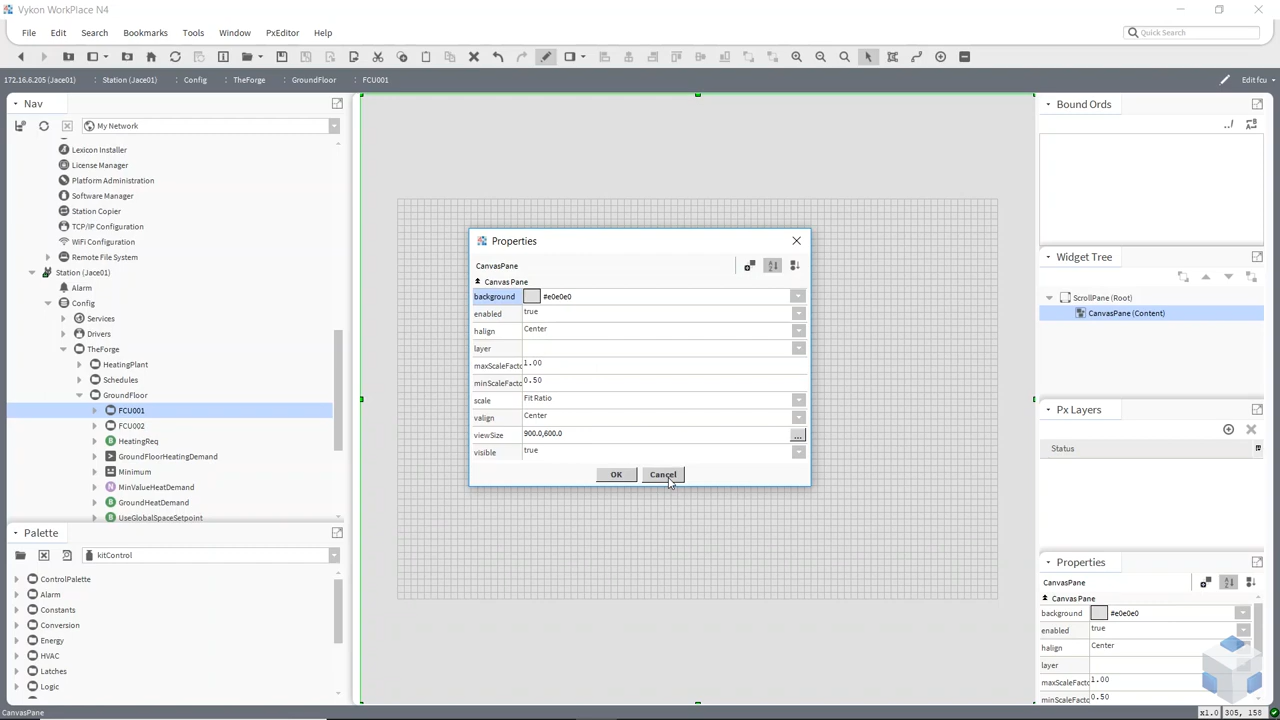 Vykon WorkPlace N4
File Edit Search Bookmarks Tools Window PxEditor Help
Quick Search
172.16.6.205 (Jace01) : Station (Jace01) : Config : TheForge : GroundFloor : FCU001
Edit fcu
Nav
My Network
Lexicon Installer
License Manager
Platform Administration
Software Manager
Station Copier
TCP/IP Configuration
WiFi Configuration
Remote File System
Station (Jace01)
Alarm
Config
Services
Drivers
TheForge
HeatingPlant
Schedules
GroundFloor
FCU001
FCU002
HeatingReq
GroundFloorHeatingDemand
Minimum
MinValueHeatDemand
GroundHeatDemand
UseGlobalSpaceSetpoint
Palette
kitControl
ControlPalette
Alarm
Constants
Conversion
Energy
HVAC
Latches
Logic
CanvasPane
Properties
CanvasPane
Canvas Pane
background #e0e0e0
enabled true
halign Center
layer
maxScaleFacto 1.00
minScaleFacto 0.50
scale Fit Ratio
valign Center
viewSize 900.0,600.0 ...
visible true
OK Cancel
Bound Ords
Widget Tree
ScrollPane (Root)
CanvasPane (Content)
Px Layers
Status
Properties
CanvasPane
Canvas Pane
background #e0e0e0
enabled true
halign Center
layer
maxScaleFacto 1.00
minScaleFacto 0.50
x1.0 305, 158